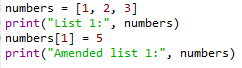 numbers = [1, 2, 3]
print("List 1:", numbers)
numbers[1] = 5
print("Amended list 1:", numbers)